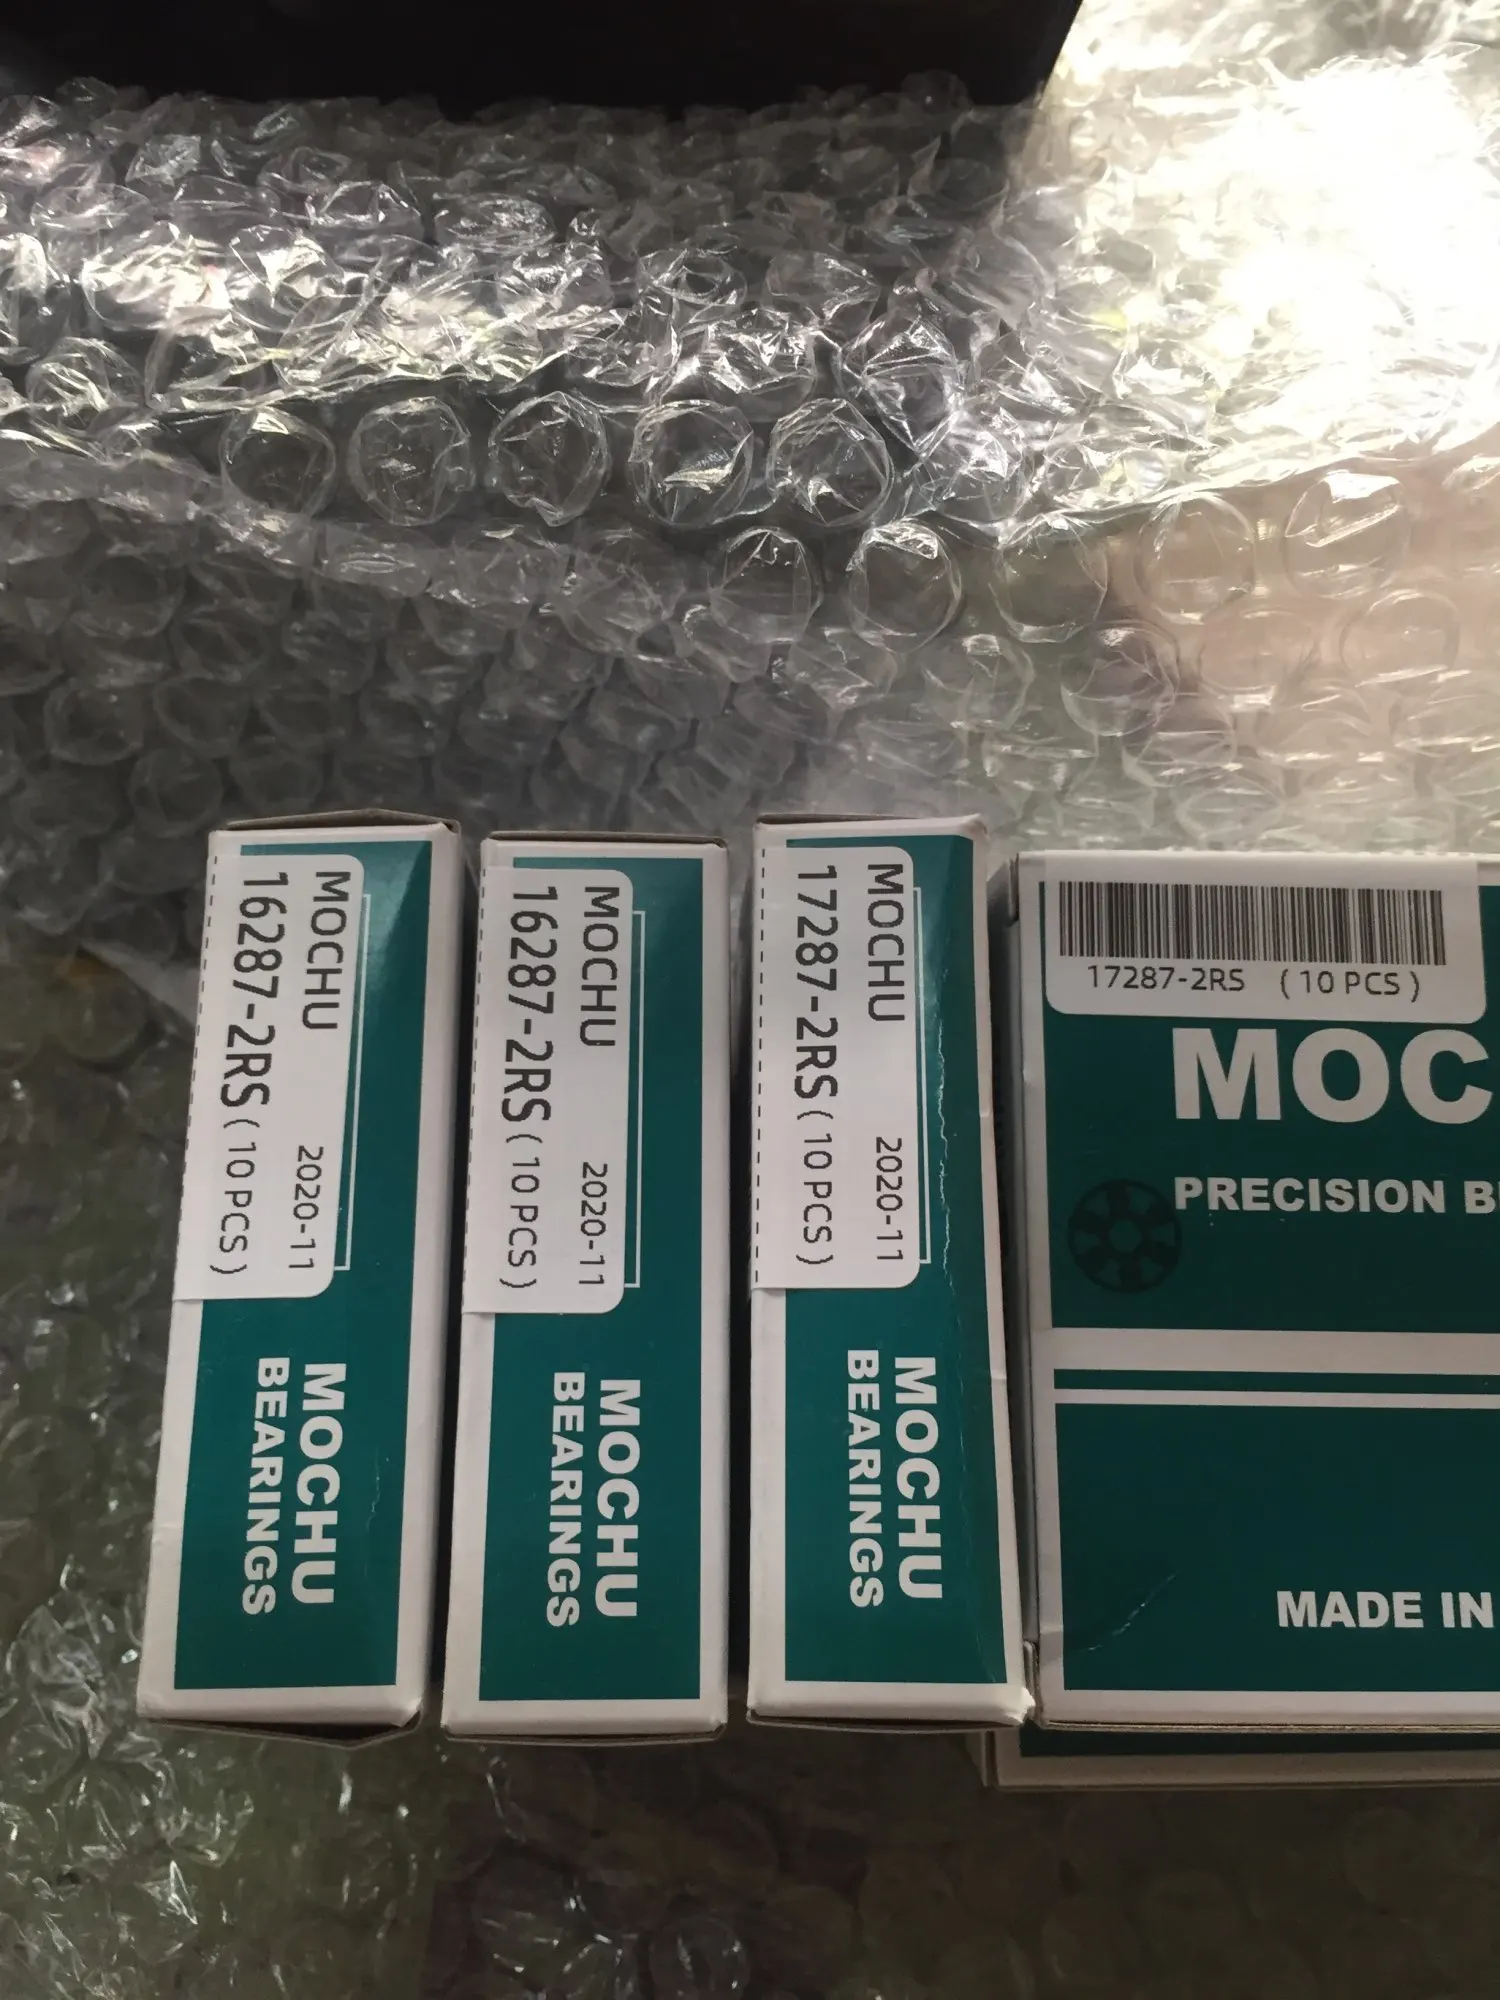 MOCHU
2020-11
16287-2RS ( 10 PCS )
MOCHU
BEARINGS
MOCHU
2020-11
16287-2RS ( 10 PCS )
MOCHU
BEARINGS
MOCHU
2020-11
17287-2RS ( 10 PCS )
MOCHU
BEARINGS
17287-2RS ( 10 PCS )
MOC
PRECISION B
MADE IN